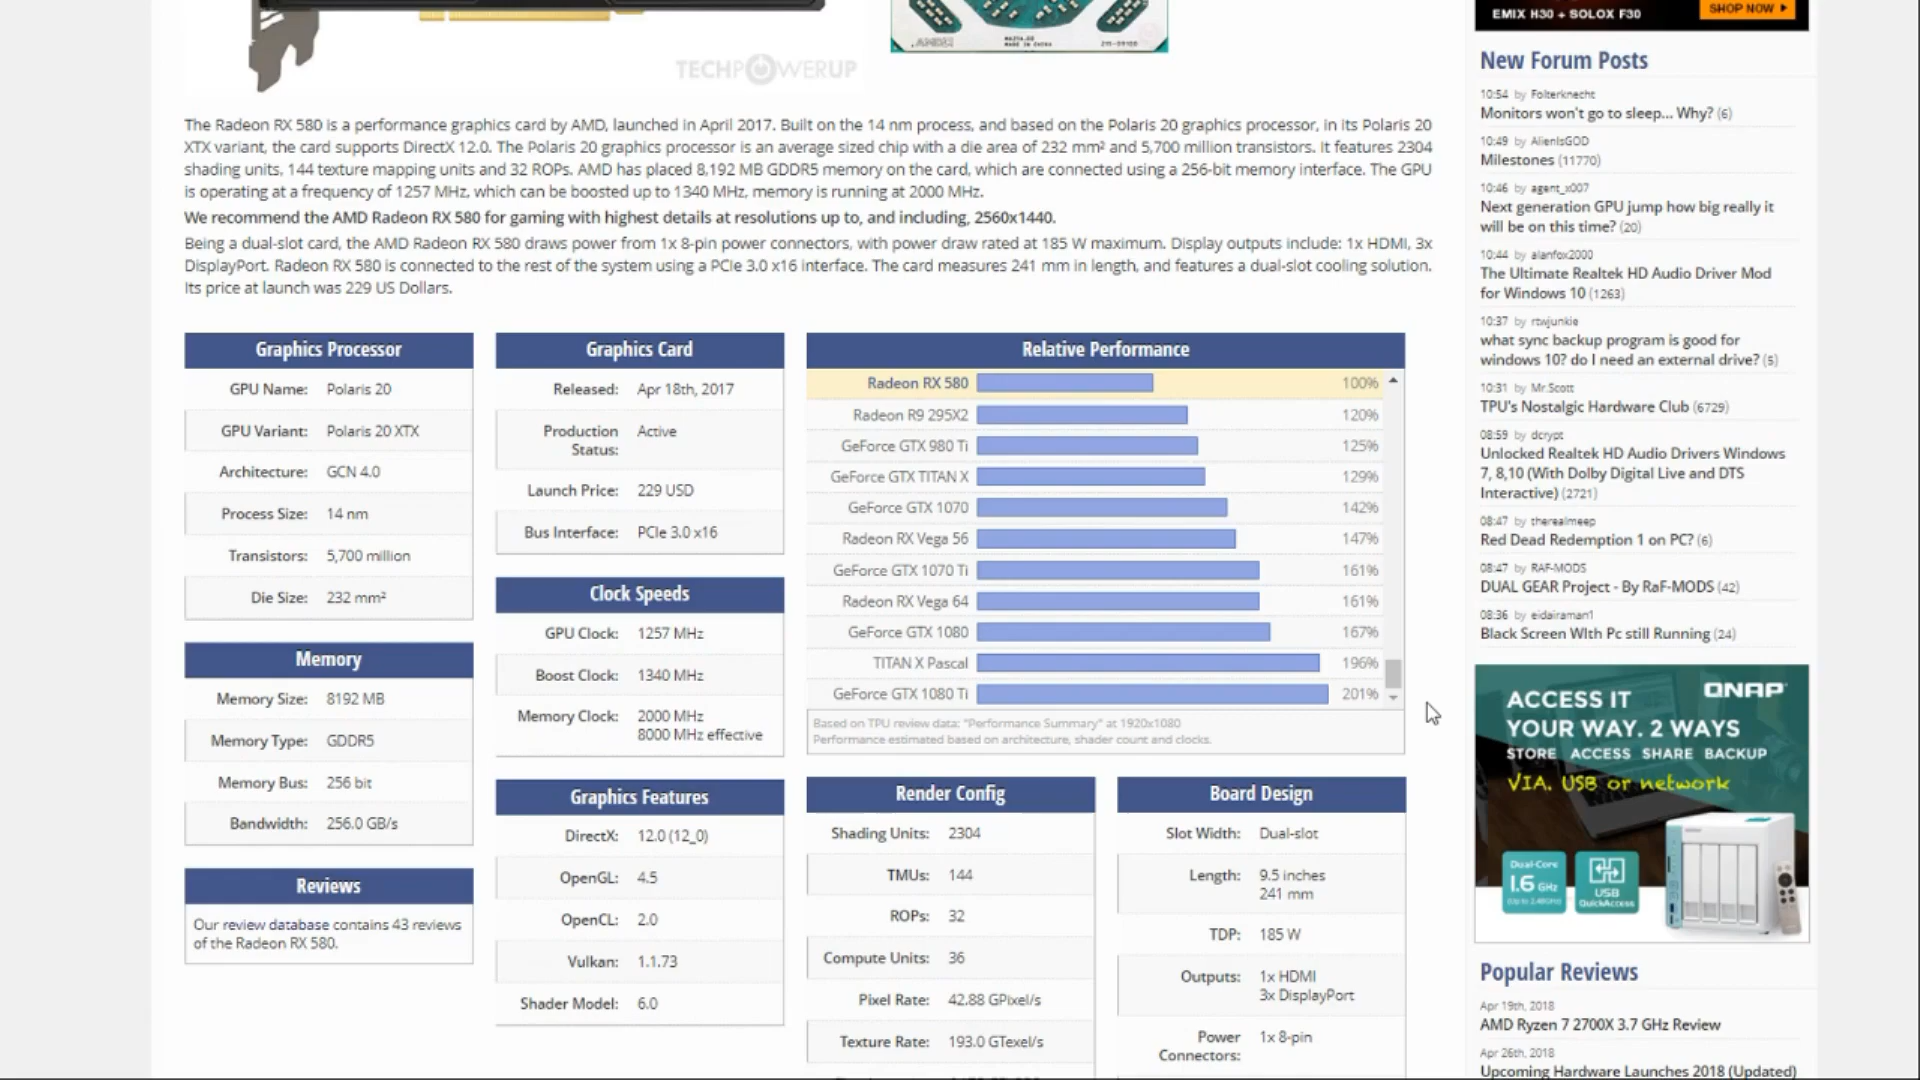 EMIX H30 + SOLOX F30
SHOP NOW
AMD
MADE IN CHINA
TECHPOWERUP
The Radeon RX 580 is a performance graphics card by AMD, launched in April 2017. Built on the 14 nm process, and based on the Polaris 20 graphics processor, in its Polaris 20
XTX variant, the card supports DirectX 12.0. The Polaris 20 graphics processor is an average sized chip with a die area of 232 mm² and 5,700 million transistors. It features 2304
shading units, 144 texture mapping units and 32 ROPs. AMD has placed 8,192 MB GDDR5 memory on the card, which are connected using a 256-bit memory interface. The GPU
is operating at a frequency of 1257 MHz, which can be boosted up to 1340 MHz, memory is running at 2000 MHz.
We recommend the AMD Radeon RX 580 for gaming with highest details at resolutions up to, and including, 2560x1440.
Being a dual-slot card, the AMD Radeon RX 580 draws power from 1x 8-pin power connectors, with power draw rated at 185 W maximum. Display outputs include: 1x HDMI, 3x
DisplayPort. Radeon RX 580 is connected to the rest of the system using a PCIe 3.0 x16 interface. The card measures 241 mm in length, and features a dual-slot cooling solution.
Its price at launch was 229 US Dollars.
Graphics Processor
GPU Name: Polaris 20
GPU Variant: Polaris 20 XTX
Architecture: GCN 4.0
Process Size: 14 nm
Transistors: 5,700 million
Die Size: 232 mm²
Memory
Memory Size: 8192 MB
Memory Type: GDDR5
Memory Bus: 256 bit
Bandwidth: 256.0 GB/s
Reviews
Our review database contains 43 reviews
of the Radeon RX 580.
Graphics Card
Released: Apr 18th, 2017
Production Active
Status:
Launch Price: 229 USD
Bus Interface: PCIe 3.0 x16
Clock Speeds
GPU Clock: 1257 MHz
Boost Clock: 1340 MHz
Memory Clock: 2000 MHz
8000 MHz effective
Graphics Features
DirectX: 12.0 (12_0)
OpenGL: 4.5
OpenCL: 2.0
Vulkan: 1.1.73
Shader Model: 6.0
Relative Performance
Radeon RX 580 100%
Radeon R9 295X2 120%
GeForce GTX 980 Ti 125%
GeForce GTX TITAN X 129%
GeForce GTX 1070 142%
Radeon RX Vega 56 147%
GeForce GTX 1070 Ti 161%
Radeon RX Vega 64 161%
GeForce GTX 1080 167%
TITAN X Pascal 196%
GeForce GTX 1080 Ti 201%
Based on TPU review data: "Performance Summary" at 1920x1080
Performance estimated based on architecture, shader count and clocks.
Render Config
Shading Units: 2304
TMUs: 144
ROPs: 32
Compute Units: 36
Pixel Rate: 42.88 GPixel/s
Texture Rate: 193.0 GTexel/s
Board Design
Slot Width: Dual-slot
Length: 9.5 inches
241 mm
TDP: 185 W
Outputs: 1x HDMI
3x DisplayPort
Power 1x 8-pin
Connectors:
New Forum Posts
10:54 by Folterknecht
Monitors won't go to sleep... Why? (6)
10:49 by AlienIsGOD
Milestones (11770)
10:46 by agent_x007
Next generation GPU jump how big really it
will be on this time? (20)
10:44 by alanfox2000
The Ultimate Realtek HD Audio Driver Mod
for Windows 10 (1263)
10:37 by rtwjunkie
what sync backup program is good for
windows 10? do I need an external drive? (5)
10:31 by Mr.Scott
TPU's Nostalgic Hardware Club (6729)
08:59 by dcrypt
Unlocked Realtek HD Audio Drivers Windows
7, 8,10 (With Dolby Digital Live and DTS
Interactive) (2721)
08:47 by therealmeep
Red Dead Redemption 1 on PC? (6)
08:47 by RAF-MODS
DUAL GEAR Project - By RaF-MODS (42)
08:36 by eidairaman1
Black Screen WIth Pc still Running (24)
ACCESS IT QNAP
YOUR WAY. 2 WAYS
STORE ACCESS SHARE BACKUP
VIA. USB or network
Dual-Core
1.6 GHz
USB
QuickAccess
Popular Reviews
Apr 19th, 2018
AMD Ryzen 7 2700X 3.7 GHz Review
Apr 26th, 2018
Upcoming Hardware Launches 2018 (Updated)